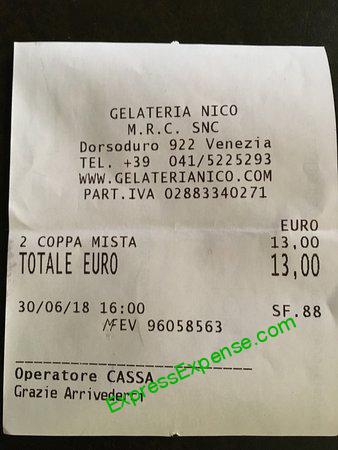 GELATERIA NICO
M.R.C. SNC
Dorsoduro 922 Venezia
TEL. +39 041/5225293
WWW.GELATERIANICO.COM
PART.IVA 02883340271
EURO
2 COPPA MISTA 13,00
TOTALE EURO 13,00
30/06/18 16:00 SF.88
MFEV 96058563
Operatore CASSA
Grazie Arrivederci
ExpressExpense.com